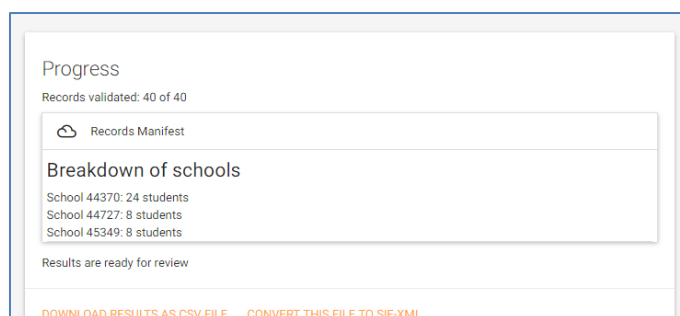 Progress
Records validated: 40 of 40
Records Manifest
Breakdown of schools
School 44370: 24 students
School 44727: 8 students
School 45349: 8 students
Results are ready for review
DOWNLOAD RESULTS AS CSV FILE CONVERT THIS FILE TO SIF-XML